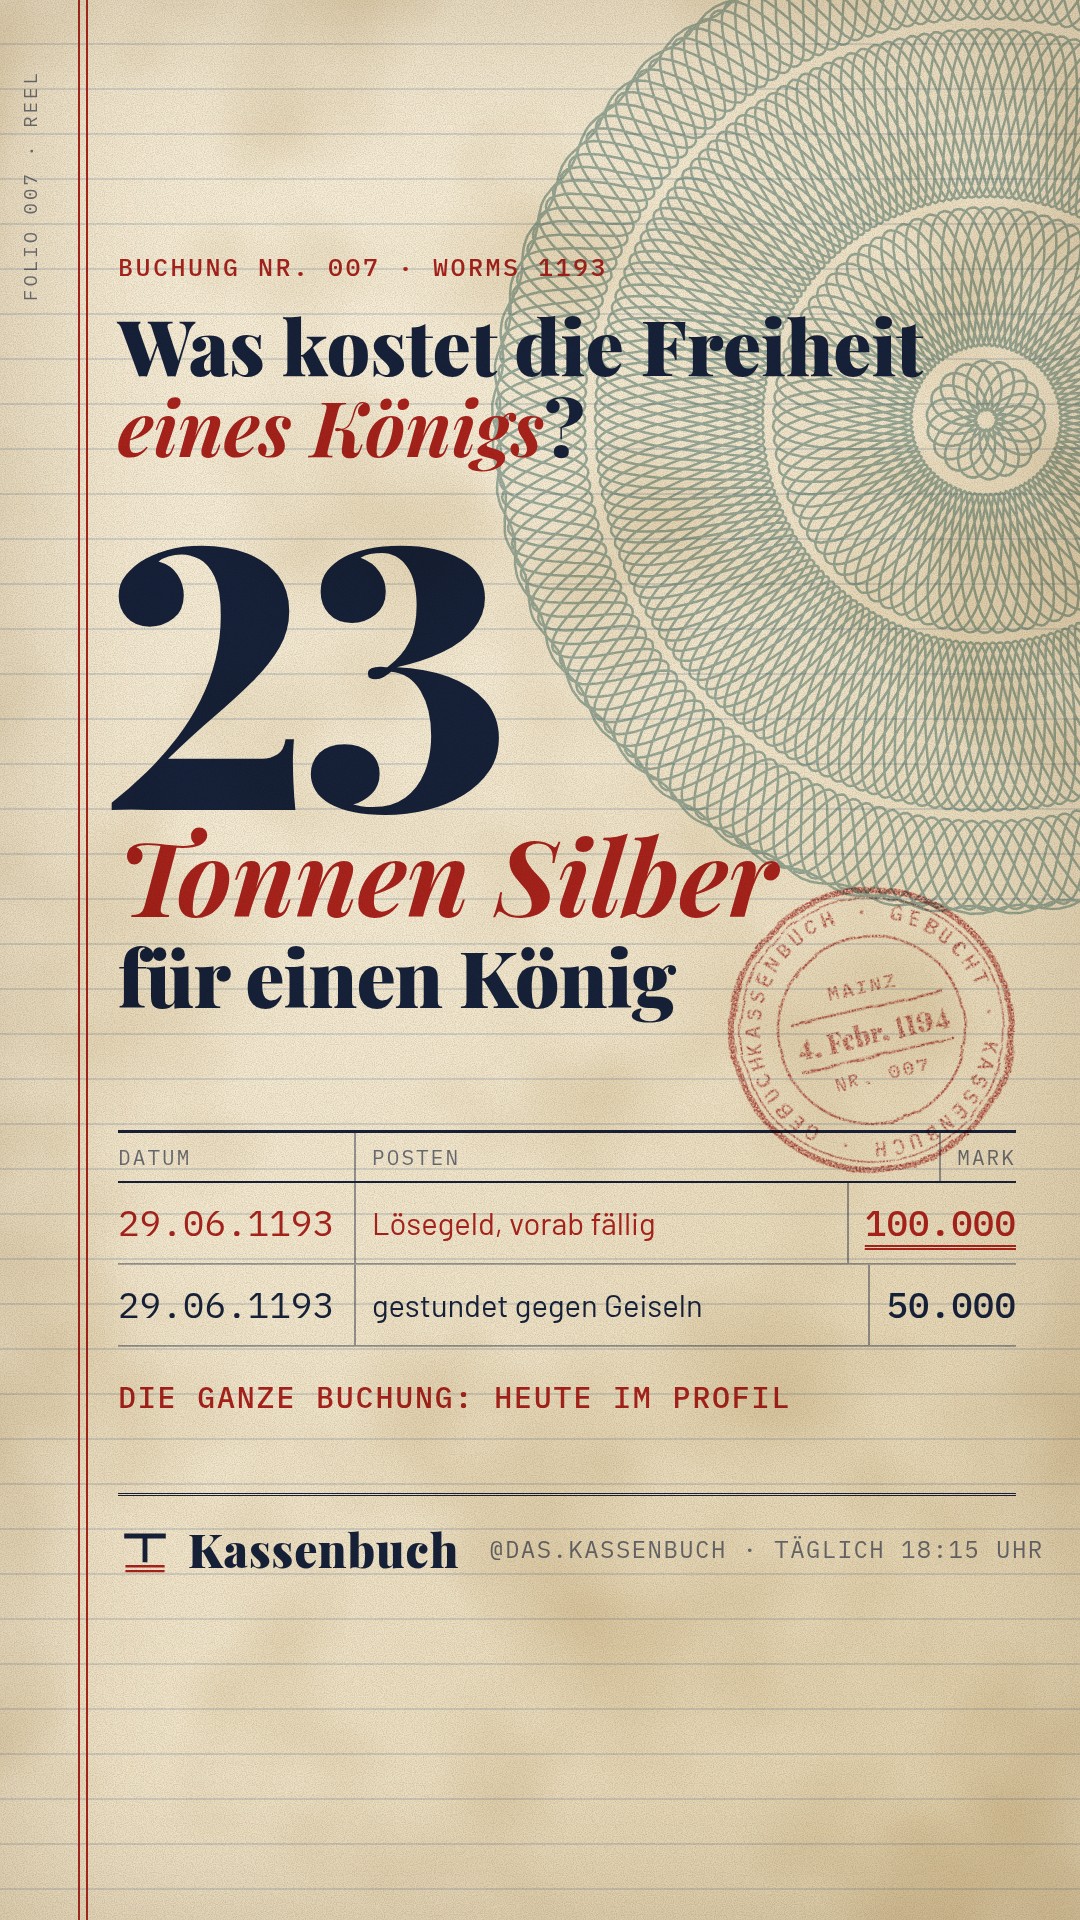 FOLIO 007 · REEL
BUCHUNG NR. 007 · WORMS 1193
Was kostet die Freiheit
eines Königs?
23
Tonnen Silber
für einen König
KASSENBUCH · GEBUCHT · KASSENBUCH · GEBUCH
MAINZ
4. Febr. 1194
NR. 007
DATUM POSTEN MARK
29.06.1193 Lösegeld, vorab fällig 100.000
29.06.1193 gestundet gegen Geiseln 50.000
DIE GANZE BUCHUNG: HEUTE IM PROFIL
Kassenbuch @DAS.KASSENBUCH · TÄGLICH 18:15 UHR